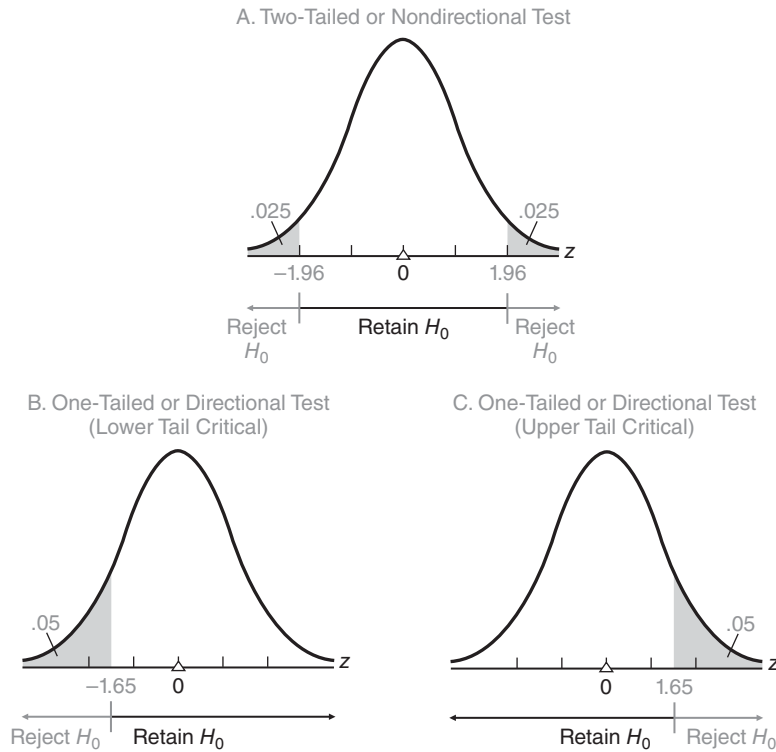 A. Two-Tailed or Nondirectional Test
.025
.025
z
–1.96
0
1.96
Reject H₀
Retain H₀
Reject H₀
B. One-Tailed or Directional Test
(Lower Tail Critical)
.05
z
–1.65
0
Reject H₀
Retain H₀
C. One-Tailed or Directional Test
(Upper Tail Critical)
.05
z
0
1.65
Retain H₀
Reject H₀